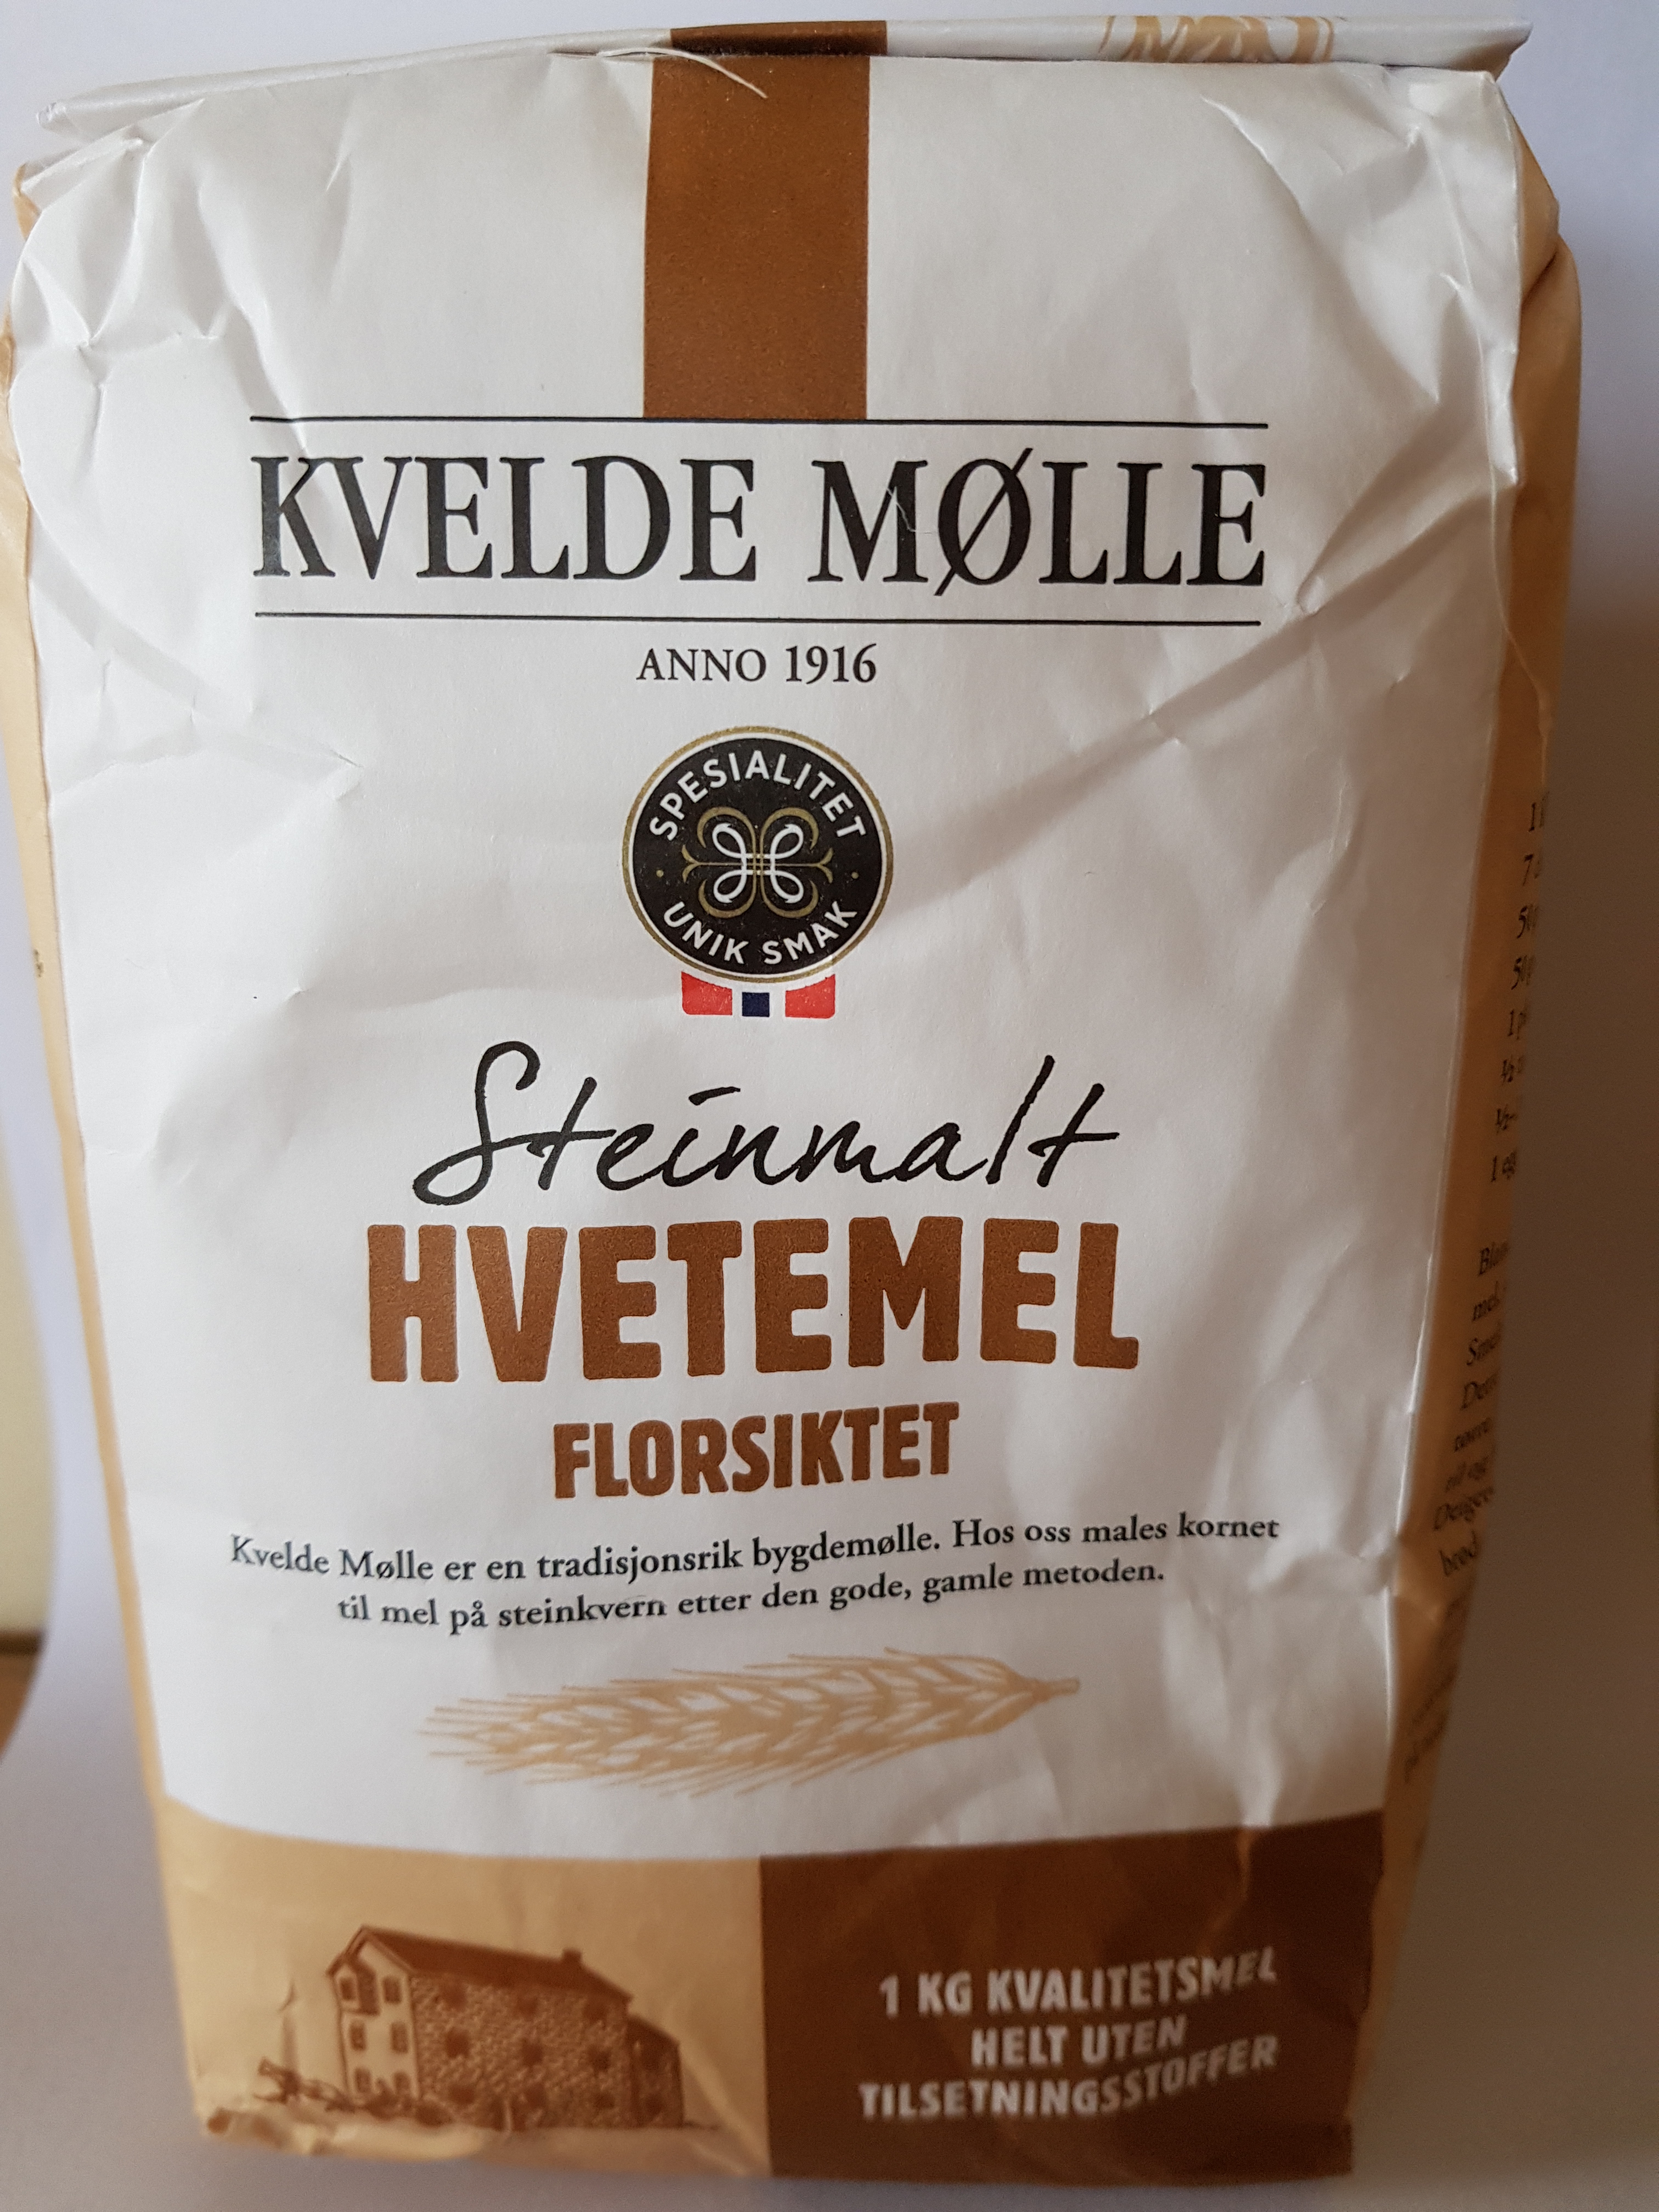 KVELDE MØLLE
ANNO 1916
SPESIALITET
UNIK SMAK
Steinmalt
HVETEMEL
FLORSIKTET
Kvelde Mølle er en tradisjonsrik bygdemølle. Hos oss males kornet
til mel på steinkvern etter den gode, gamle metoden.
1 KG KVALITETSMEL
HELT UTEN
TILSETNINGSSTOFFER